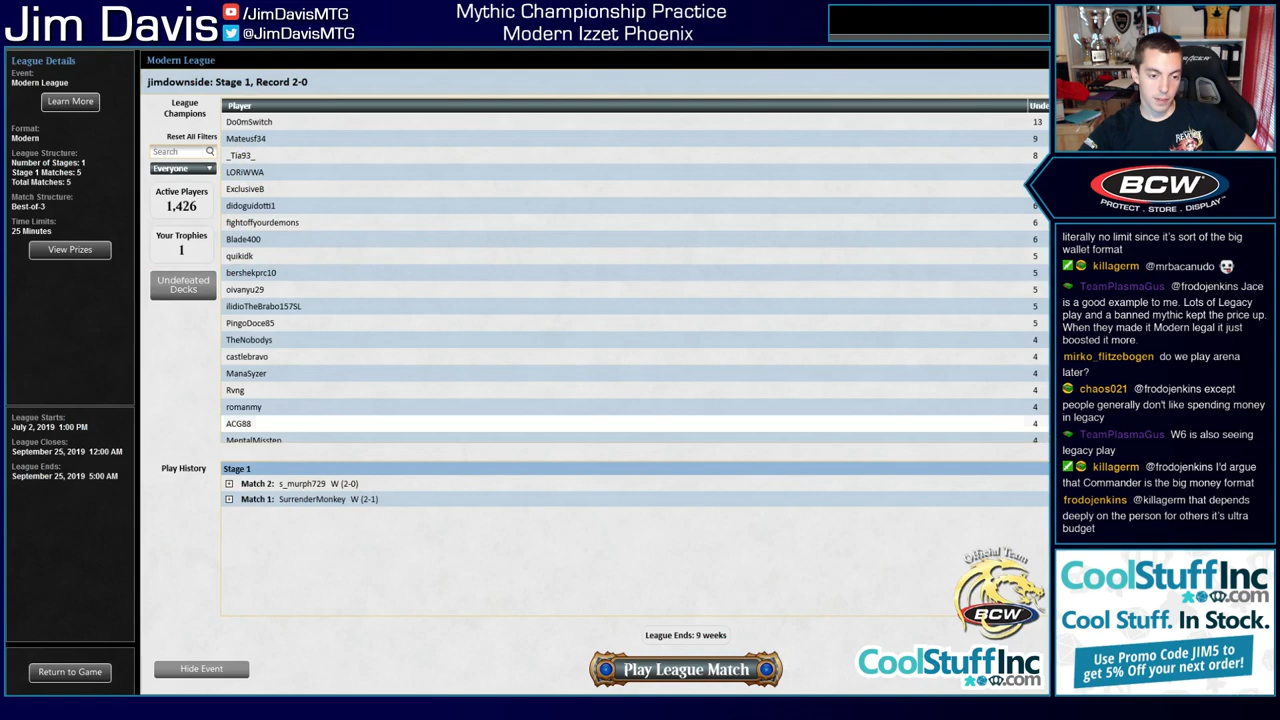 Jim Davis
/JimDavisMTG
@JimDavisMTG
Mythic Championship Practice
Modern Izzet Phoenix
League Details
Event:
Modern League
Learn More
Format:
Modern
League Structure:
Number of Stages: 1
Stage 1 Matches: 5
Total Matches: 5
Match Structure:
Best-of-3
Time Limits:
25 Minutes
View Prizes
League Starts:
July 2, 2019 1:00 PM
League Closes:
September 25, 2019 12:00 AM
League Ends:
September 25, 2019 5:00 AM
Return to Game
Modern League
jimdownside: Stage 1, Record 2-0
League
Champions
Reset All Filters
Search
Everyone
Active Players
1,426
Your Trophies
1
Undefeated
Decks
Player Unde
Do0mSwitch 13
Mateusf34 9
_Tia93_ 8
LORiWWA
ExclusiveB
didoguidotti1 6
fightoffyourdemons 6
Blade400 6
quikidk 5
bershekprc10 5
oivanyu29 5
ilidioTheBrabo157SL 5
PingoDoce85 5
TheNobodys 4
castlebravo 4
ManaSyzer 4
Rvng 4
romanmy 4
ACG88 4
MentalMisstep 4
Play History
Stage 1
Match 2: s_murph729 W (2-0)
Match 1: SurrenderMonkey W (2-1)
League Ends: 9 weeks
Hide Event
Play League Match
Official Team
BCW
CoolStuffInc
.com
REVENGE
BCW
PROTECT . STORE . DISPLAY
literally no limit since it's sort of the big
wallet format
killagerm @mrbacanudo
TeamPlasmaGus @frodojenkins Jace
is a good example to me. Lots of Legacy
play and a banned mythic kept the price up.
When they made it Modern legal it just
boosted it more.
mirko_flitzebogen do we play arena
later?
chaos021 @frodojenkins except
people generally don't like spending money
in legacy
TeamPlasmaGus W6 is also seeing
legacy play
killagerm @frodojenkins I'd argue
that Commander is the big money format
frodojenkins @killagerm that depends
deeply on the person for others it's ultra
budget
CoolStuffInc
.com
Cool Stuff. In Stock.
Use Promo Code JIM5 to
get 5% Off your next order!